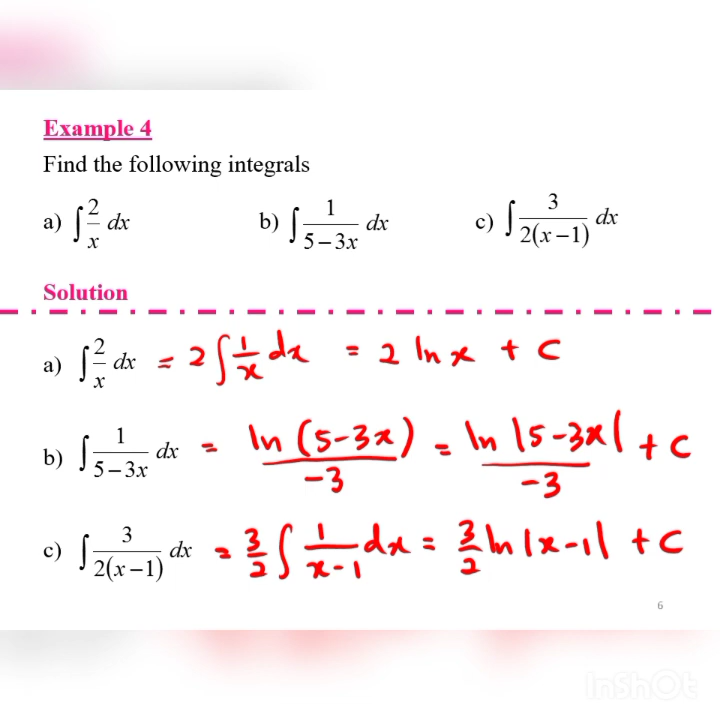 Example 4
Find the following integrals
a) ∫ 2/x dx b) ∫ 1/(5 − 3x) dx c) ∫ 3/(2(x − 1)) dx
Solution
a) ∫ 2/x dx = 2 ∫ 1/x dx = 2 ln x + C
b) ∫ 1/(5 − 3x) dx = ln (5-3x)/-3 = ln |5-3x|/-3 + C
c) ∫ 3/(2(x − 1)) dx = 3/2 ∫ 1/(x-1) dx = 3/2 ln |x-1| + C
6
InShOt